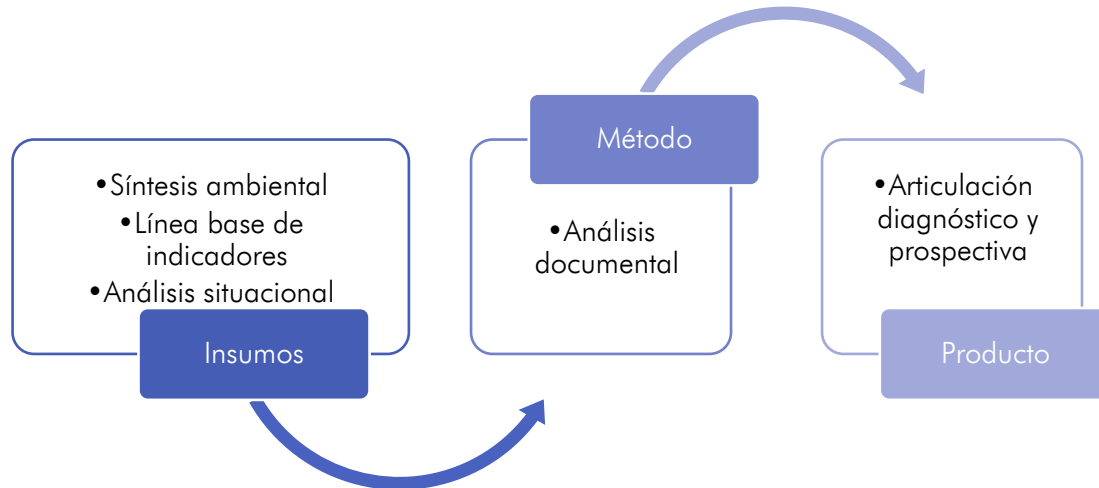 •Síntesis ambiental
•Línea base de
indicadores
•Análisis situacional
Insumos
Método
•Análisis
documental
•Articulación
diagnóstico y
prospectiva
Producto